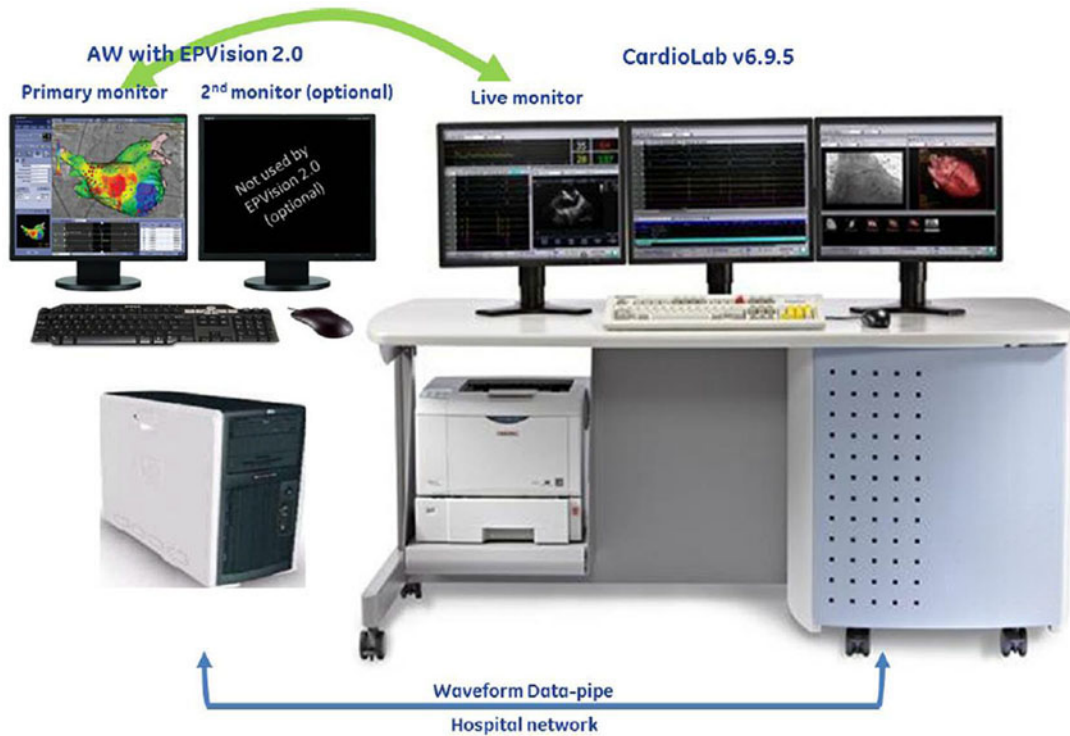 AW with EPVision 2.0
CardioLab v6.9.5
Primary monitor
2nd monitor (optional)
Live monitor
Not used by
EPVision 2.0
(optional)
Waveform Data-pipe
Hospital network